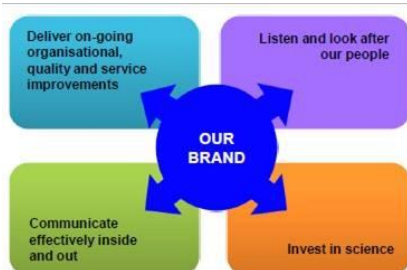 Deliver on-going
organisational,
quality and service
improvements
Listen and look after
our people
OUR
BRAND
Communicate
effectively inside
and out
Invest in science